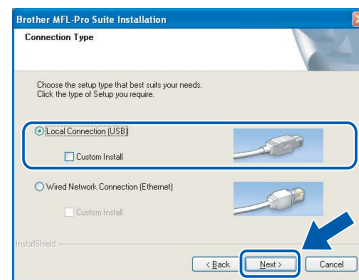 Brother MFL-Pro Suite Installation
Connection Type
Choose the setup type that best suits your needs.
Click the type of Setup you require.
Local Connection (USB)
Custom Install
Wired Network Connection (Ethernet)
Custom Install
InstallShield
< Back Next > Cancel